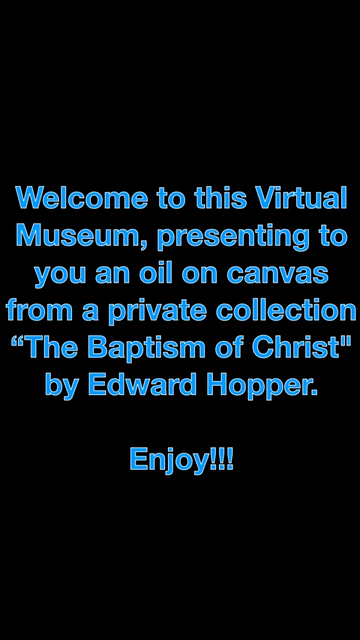 Welcome to this Virtual
Museum, presenting to
you an oil on canvas
from a private collection
“The Baptism of Christ"
by Edward Hopper.
Enjoy!!!